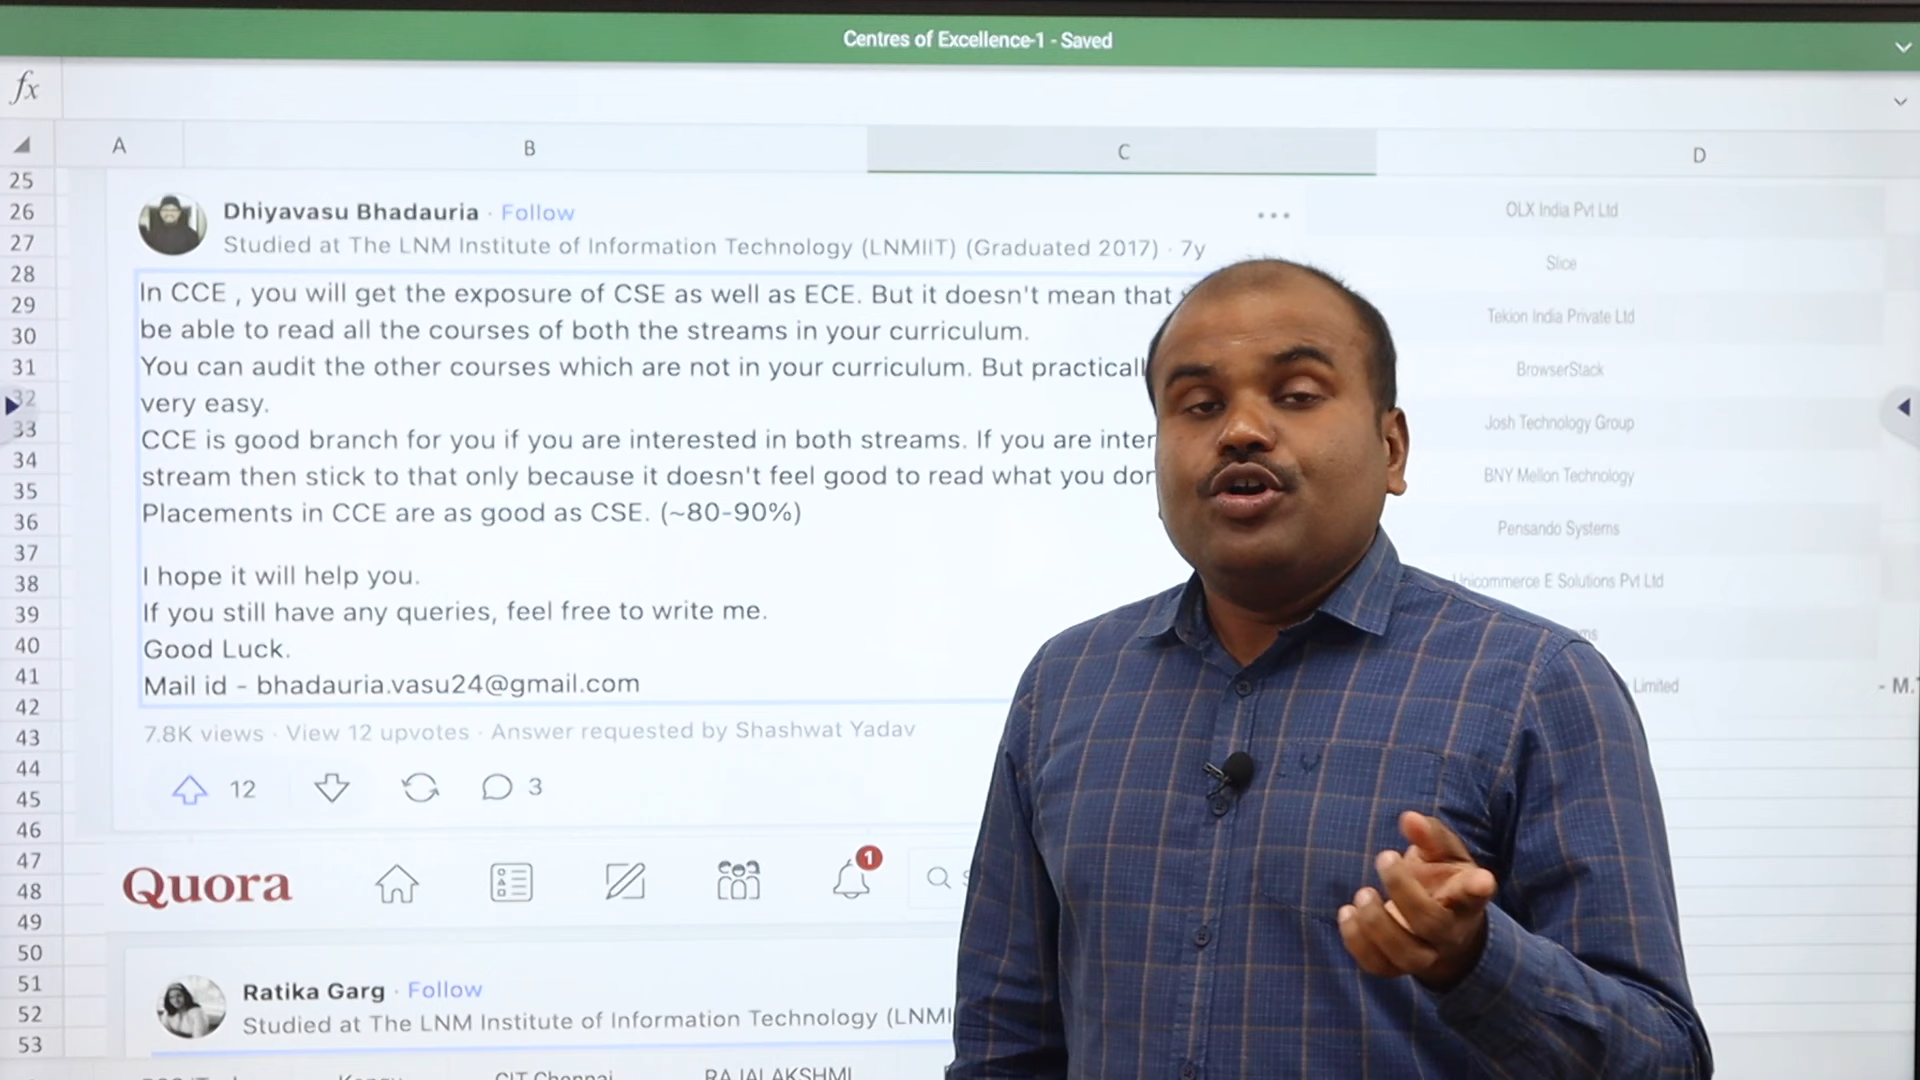 Centres of Excellence-1 - Saved
fx
A B C D
25
26
27
28
29
30
31
32
33
34
35
36
37
38
39
40
41
42
43
44
45
46
47
48
49
50
51
52
53
Dhiyavasu Bhadauria · Follow
Studied at The LNM Institute of Information Technology (LNMIIT) (Graduated 2017) · 7y
In CCE , you will get the exposure of CSE as well as ECE. But it doesn't mean that
be able to read all the courses of both the streams in your curriculum.
You can audit the other courses which are not in your curriculum. But practicall
very easy.
CCE is good branch for you if you are interested in both streams. If you are inter
stream then stick to that only because it doesn't feel good to read what you don
Placements in CCE are as good as CSE. (~80-90%)
I hope it will help you.
If you still have any queries, feel free to write me.
Good Luck.
Mail id - bhadauria.vasu24@gmail.com
7.8K views · View 12 upvotes · Answer requested by Shashwat Yadav
12 3
Quora 1
Ratika Garg · Follow
Studied at The LNM Institute of Information Technology (LNMI
CIT Chennai RAJALAKSHMI
OLX India Pvt Ltd
Slice
Tekion India Private Ltd
BrowserStack
Josh Technology Group
BNY Mellon Technology
Pensando Systems
Unicommerce E Solutions Pvt Ltd
ms
Limited
- M.T